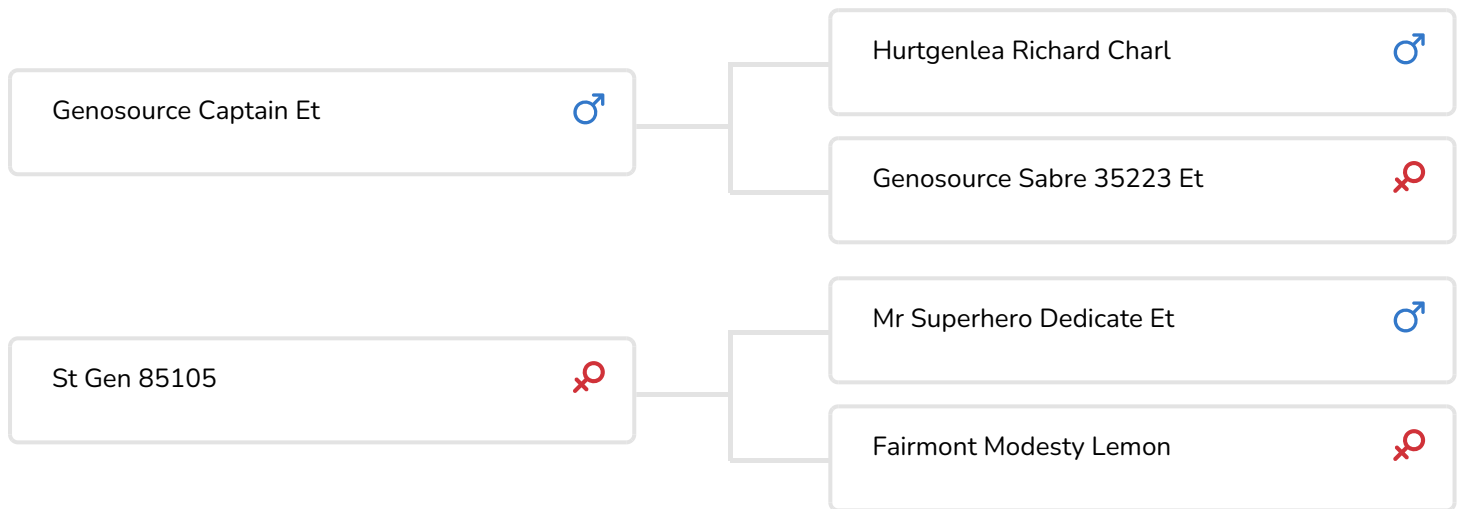 Hurtgenlea Richard Charl
Genosource Captain Et
Genosource Sabre 35223 Et
Mr Superhero Dedicate Et
St Gen 85105
Fairmont Modesty Lemon